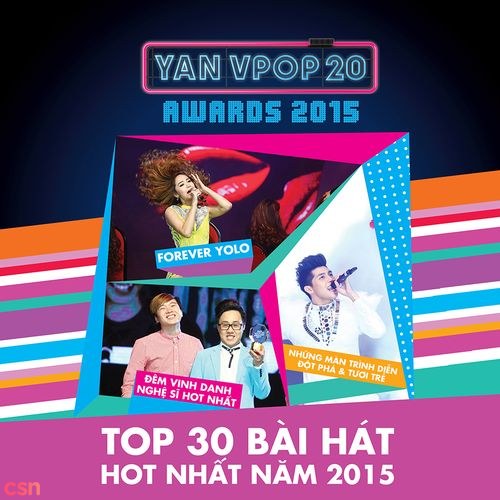 YAN VPOP 20
AWARDS 2015
FOREVER YOLO
ĐÊM VINH DANH
NGHỆ SĨ HOT NHẤT
NHỮNG MÀN TRÌNH DIỄN
ĐỘT PHÁ & TƯƠI TRẺ
TOP 30 BÀI HÁT
HOT NHẤT NĂM 2015
csn